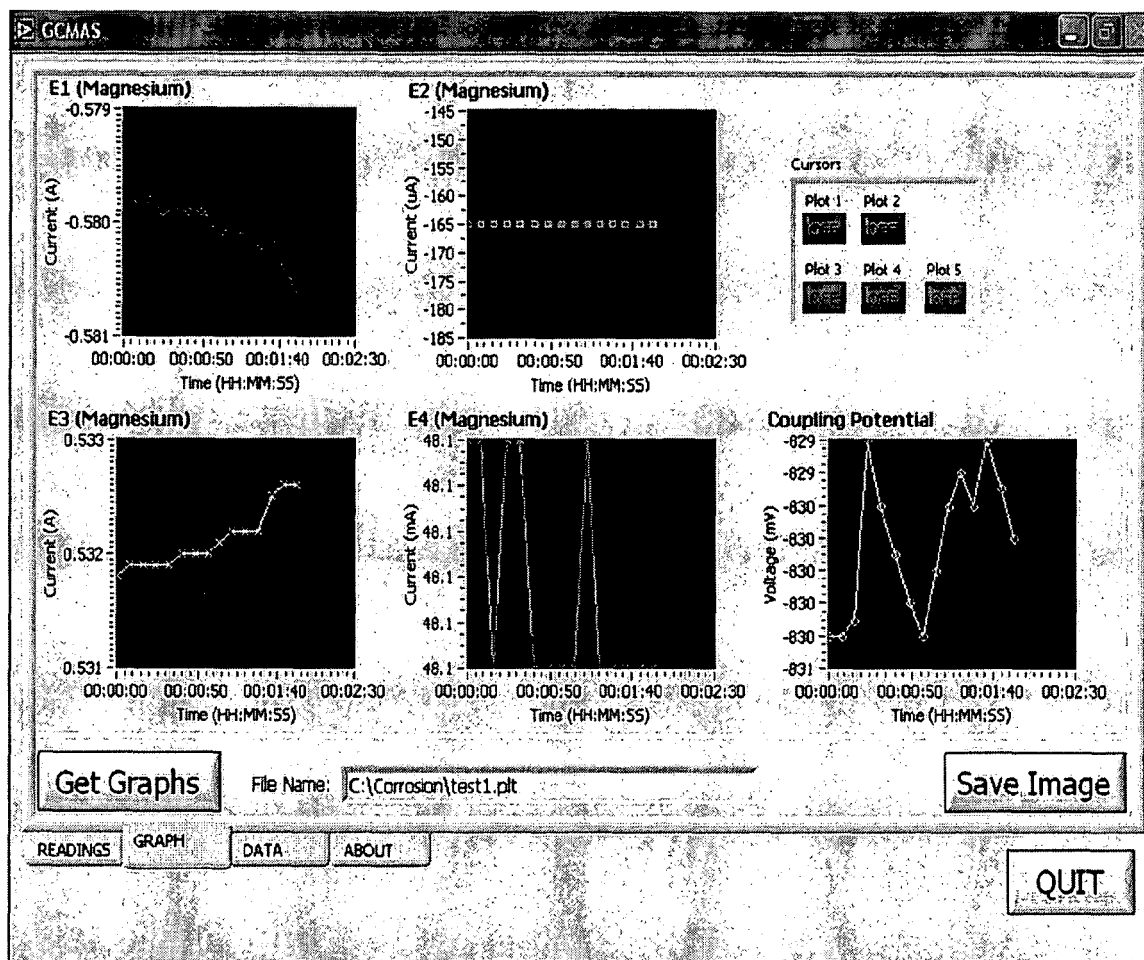 GCMAS
E1 (Magnesium)
-0.579
-0.580
-0.581
Current (A)
00:00:00 00:00:50 00:01:40 00:02:30
Time (HH:MM:SS)
E2 (Magnesium)
-145
-150
-155
-160
-165
-170
-175
-180
-185
Current (uA)
00:00:00 00:00:50 00:01:40 00:02:30
Time (HH:MM:SS)
Cursors
Plot 1 Plot 2
Plot 3 Plot 4 Plot 5
E3 (Magnesium)
0.533
0.532
0.531
Current (A)
00:00:00 00:00:50 00:01:40 00:02:30
Time (HH:MM:SS)
E4 (Magnesium)
48.1
48.1
48.1
48.1
48.1
48.1
Current (mA)
00:00:00 00:00:50 00:01:40 00:02:30
Time (HH:MM:SS)
Coupling Potential
-829
-829
-830
-830
-830
-830
-830
-831
Voltage (mV)
00:00:00 00:00:50 00:01:40 00:02:30
Time (HH:MM:SS)
Get Graphs
File Name: C:\Corrosion\test1.plt
Save Image
READINGS GRAPH DATA ABOUT
QUIT